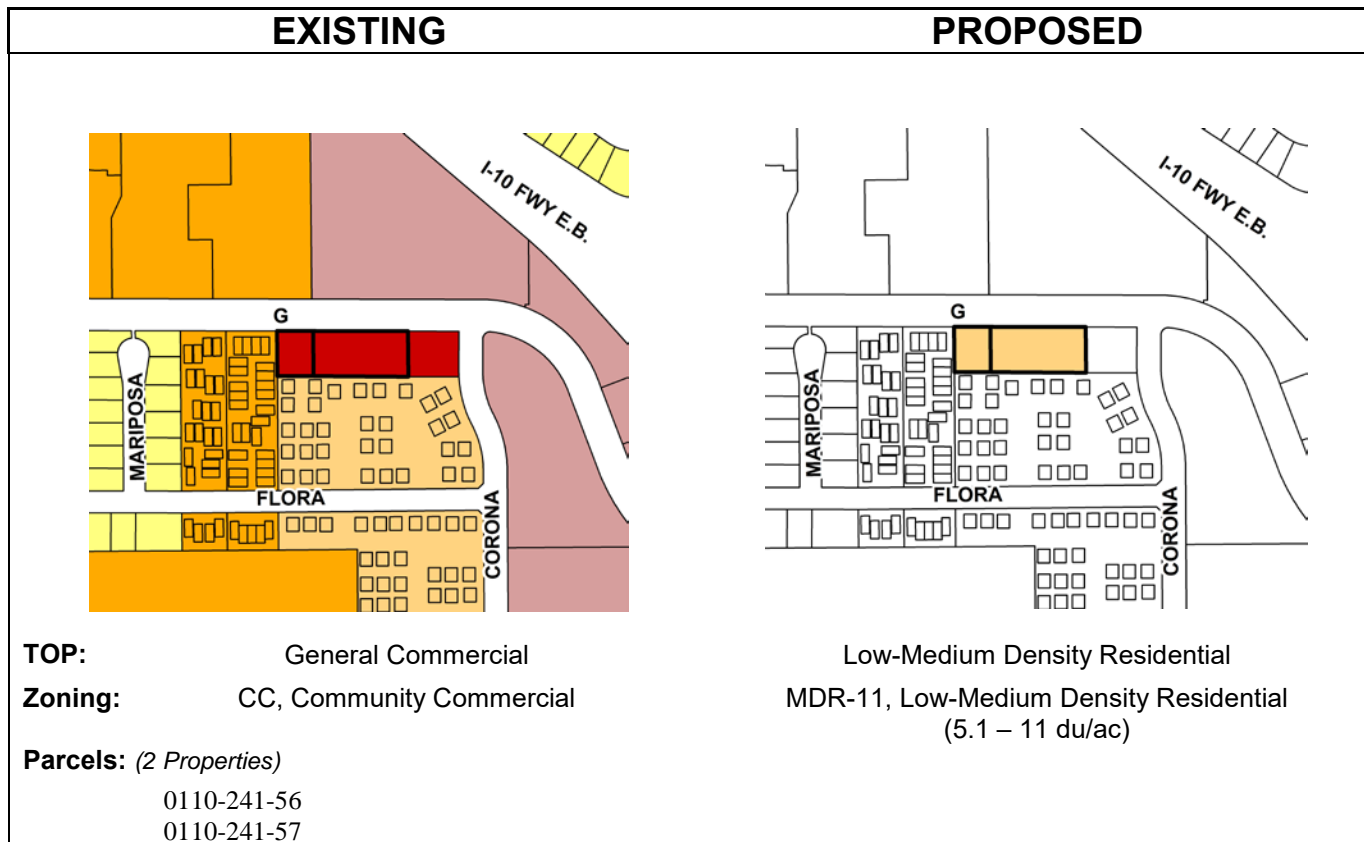 EXISTING PROPOSED
I-10 FWY E.B.
G
MARIPOSA
FLORA
CORONA
I-10 FWY E.B.
G
MARIPOSA
FLORA
CORONA
TOP: General Commercial Low-Medium Density Residential
Zoning: CC, Community Commercial MDR-11, Low-Medium Density Residential
(5.1 – 11 du/ac)
Parcels: (2 Properties)
0110-241-56
0110-241-57